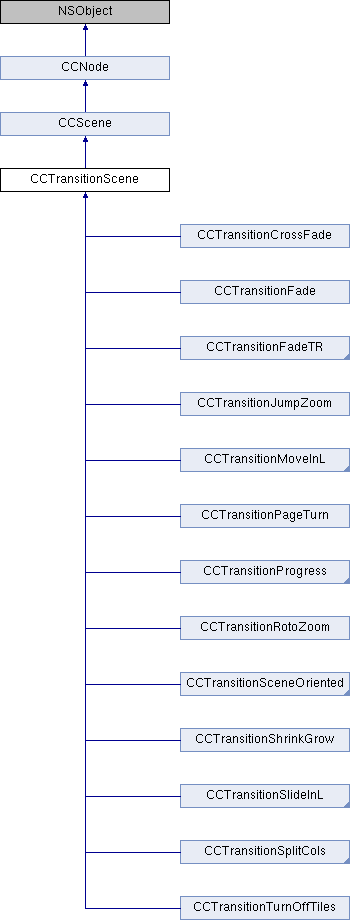 NSObject
CCNode
CCScene
CCTransitionScene
CCTransitionCrossFade
CCTransitionFade
CCTransitionFadeTR
CCTransitionJumpZoom
CCTransitionMoveInL
CCTransitionPageTurn
CCTransitionProgress
CCTransitionRotoZoom
CCTransitionSceneOriented
CCTransitionShrinkGrow
CCTransitionSlideInL
CCTransitionSplitCols
CCTransitionTurnOffTiles